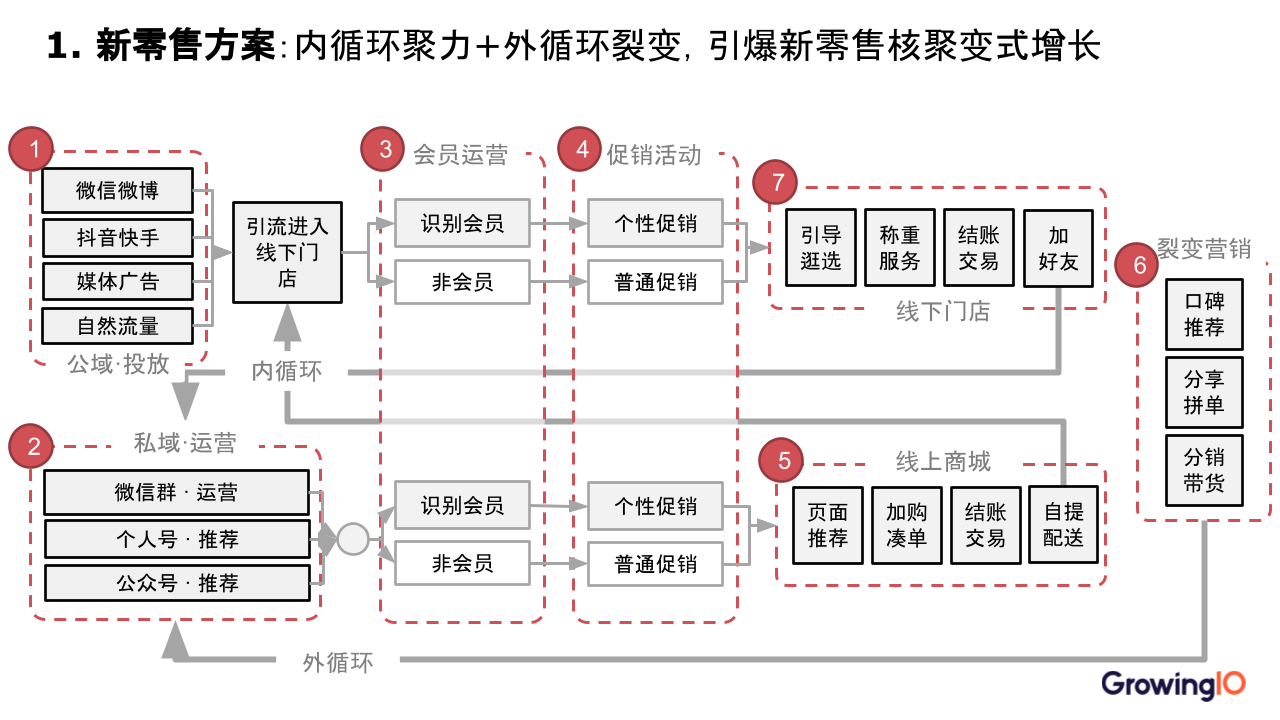 1. 新零售方案:内循环聚力+外循环裂变, 引爆新零售核聚变式增长
1
微信微博
抖音快手
媒体广告
自然流量
公域·投放
引流进入
线下门
店
3
会员运营
识别会员
非会员
4
促销活动
个性促销
普通促销
7
引导
逛选
称重
服务
结账
交易
加
好友
线下门店
6
裂变营销
口碑
推荐
分享
拼单
分销
带货
内循环
2
私域·运营
微信群 · 运营
个人号 · 推荐
公众号 · 推荐
识别会员
非会员
个性促销
普通促销
5
线上商城
页面
推荐
加购
凑单
结账
交易
自提
配送
外循环
GrowingIO